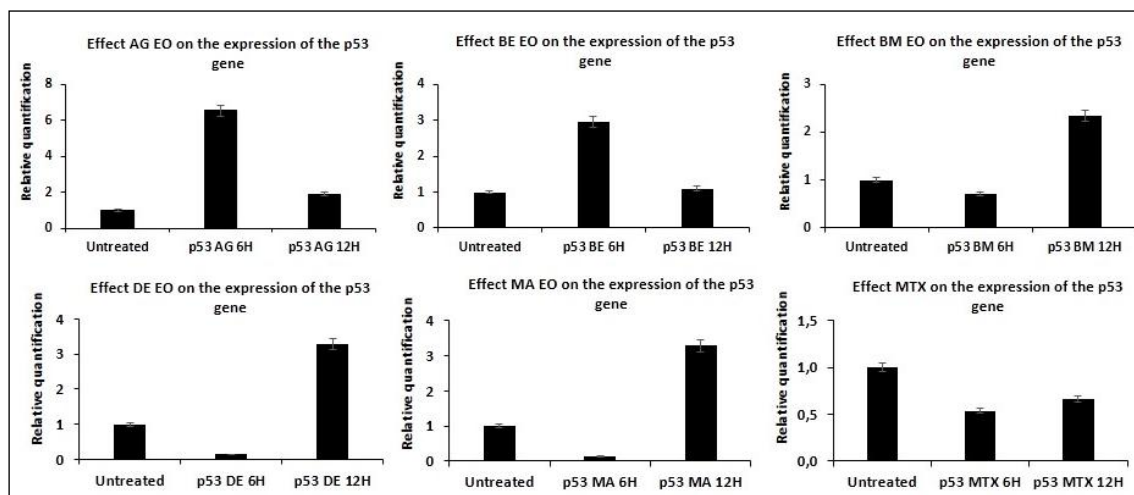 Effect AG EO on the expression of the p53
gene
Relative quantification
8
6
4
2
0
Untreated p53 AG 6H p53 AG 12H
Effect BE EO on the expression of the p53
gene
Relative quantification
4
3
2
1
0
Untreated p53 BE 6H p53 BE 12H
Effect BM EO on the expression of the p53
gene
Relative quantification
3
2
1
0
Untreated p53 BM 6H p53 BM 12H
Effect DE EO on the expression of the p53
gene
Relative quantification
4
3
2
1
0
Untreated p53 DE 6H p53 DE 12H
Effect MA EO on the expression of the p53
gene
Relative quantification
4
3
2
1
0
Untreated p53 MA 6H p53 MA 12H
Effect MTX on the expression of the p53
gene
Relative quantification
1,5
1,0
0,5
0,0
Untreated p53 MTX 6H p53 MTX 12H